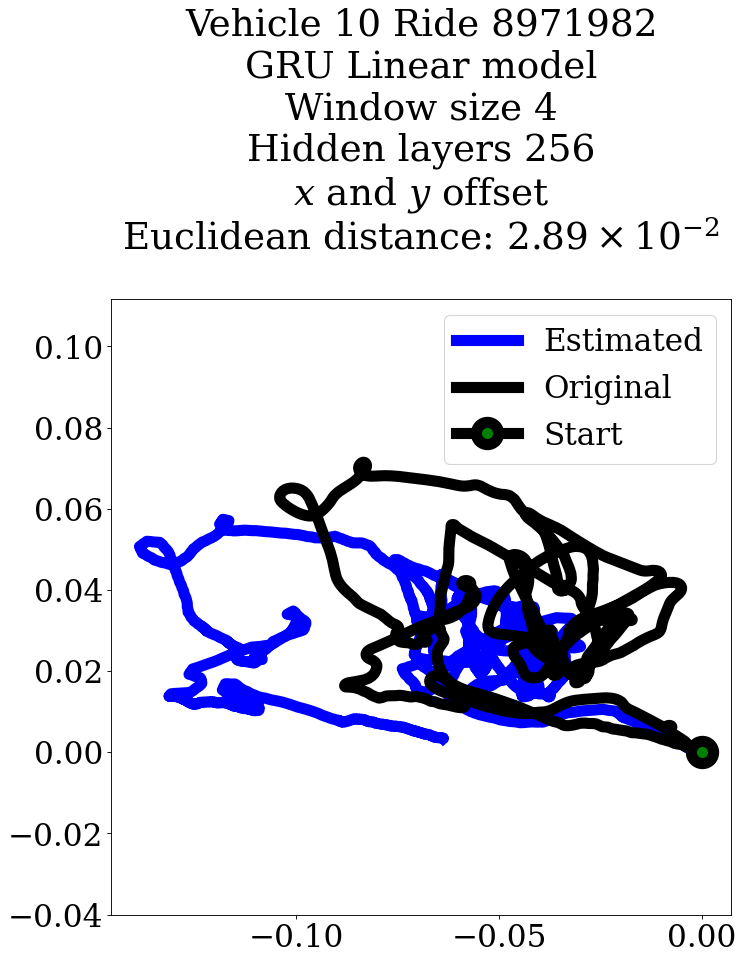 Vehicle 10 Ride 8971982
GRU Linear model
Window size 4
Hidden layers 256
x and y offset
Euclidean distance: 2.89 × 10⁻²
Estimated
Original
Start
0.10
0.08
0.06
0.04
0.02
0.00
−0.02
−0.04
−0.10
−0.05
0.00